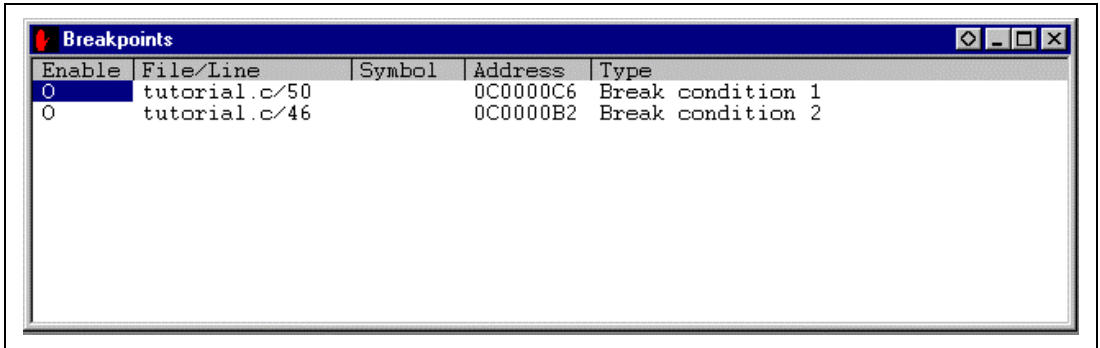 Breakpoints
Enable File/Line Symbol Address Type
O tutorial.c/50 0C0000C6 Break condition 1
O tutorial.c/46 0C0000B2 Break condition 2